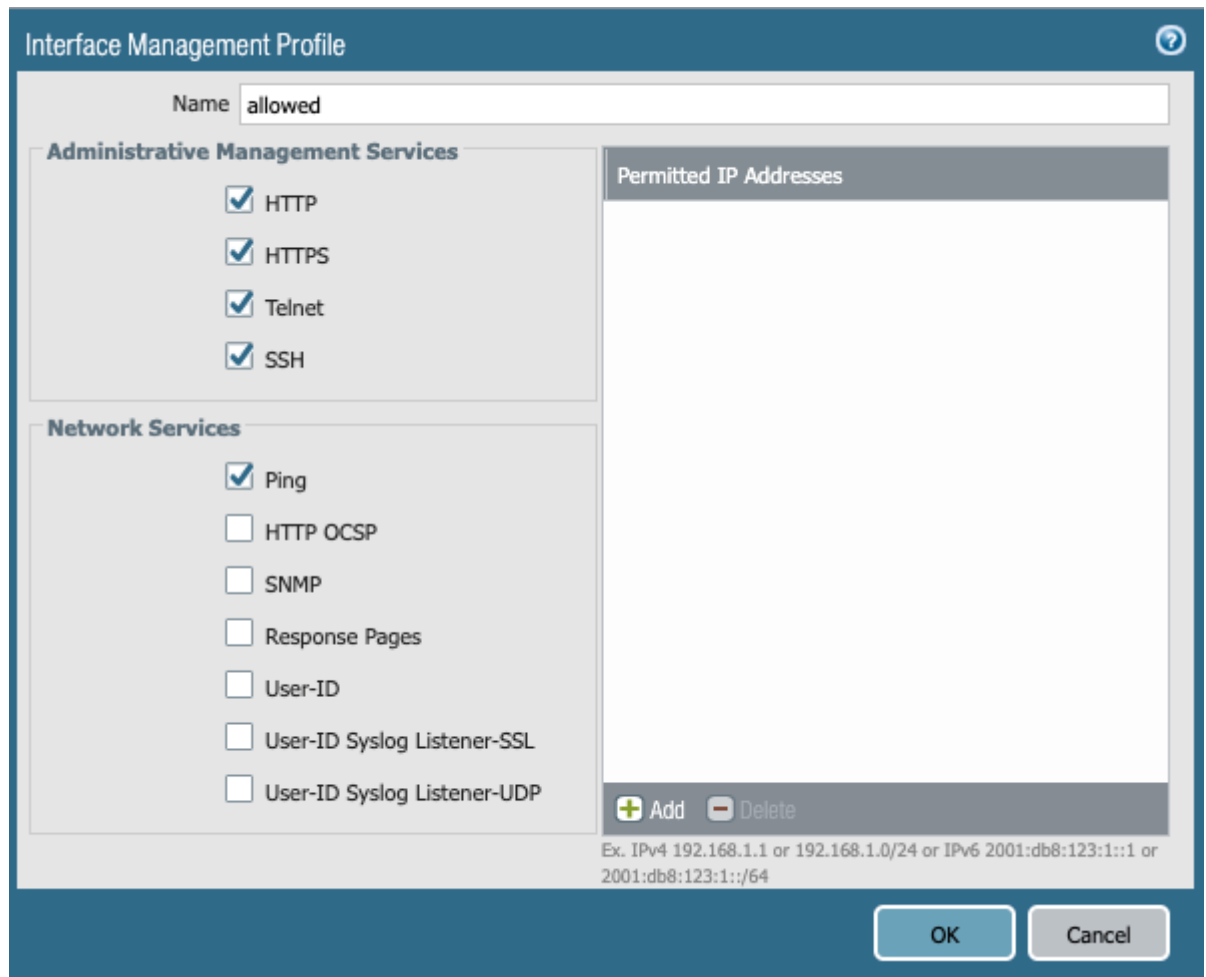 Interface Management Profile
?
Name allowed
Administrative Management Services
HTTP
HTTPS
Telnet
SSH
Network Services
Ping
HTTP OCSP
SNMP
Response Pages
User-ID
User-ID Syslog Listener-SSL
User-ID Syslog Listener-UDP
Permitted IP Addresses
Add Delete
Ex. IPv4 192.168.1.1 or 192.168.1.0/24 or IPv6 2001:db8:123:1::1 or
2001:db8:123:1::/64
OK Cancel